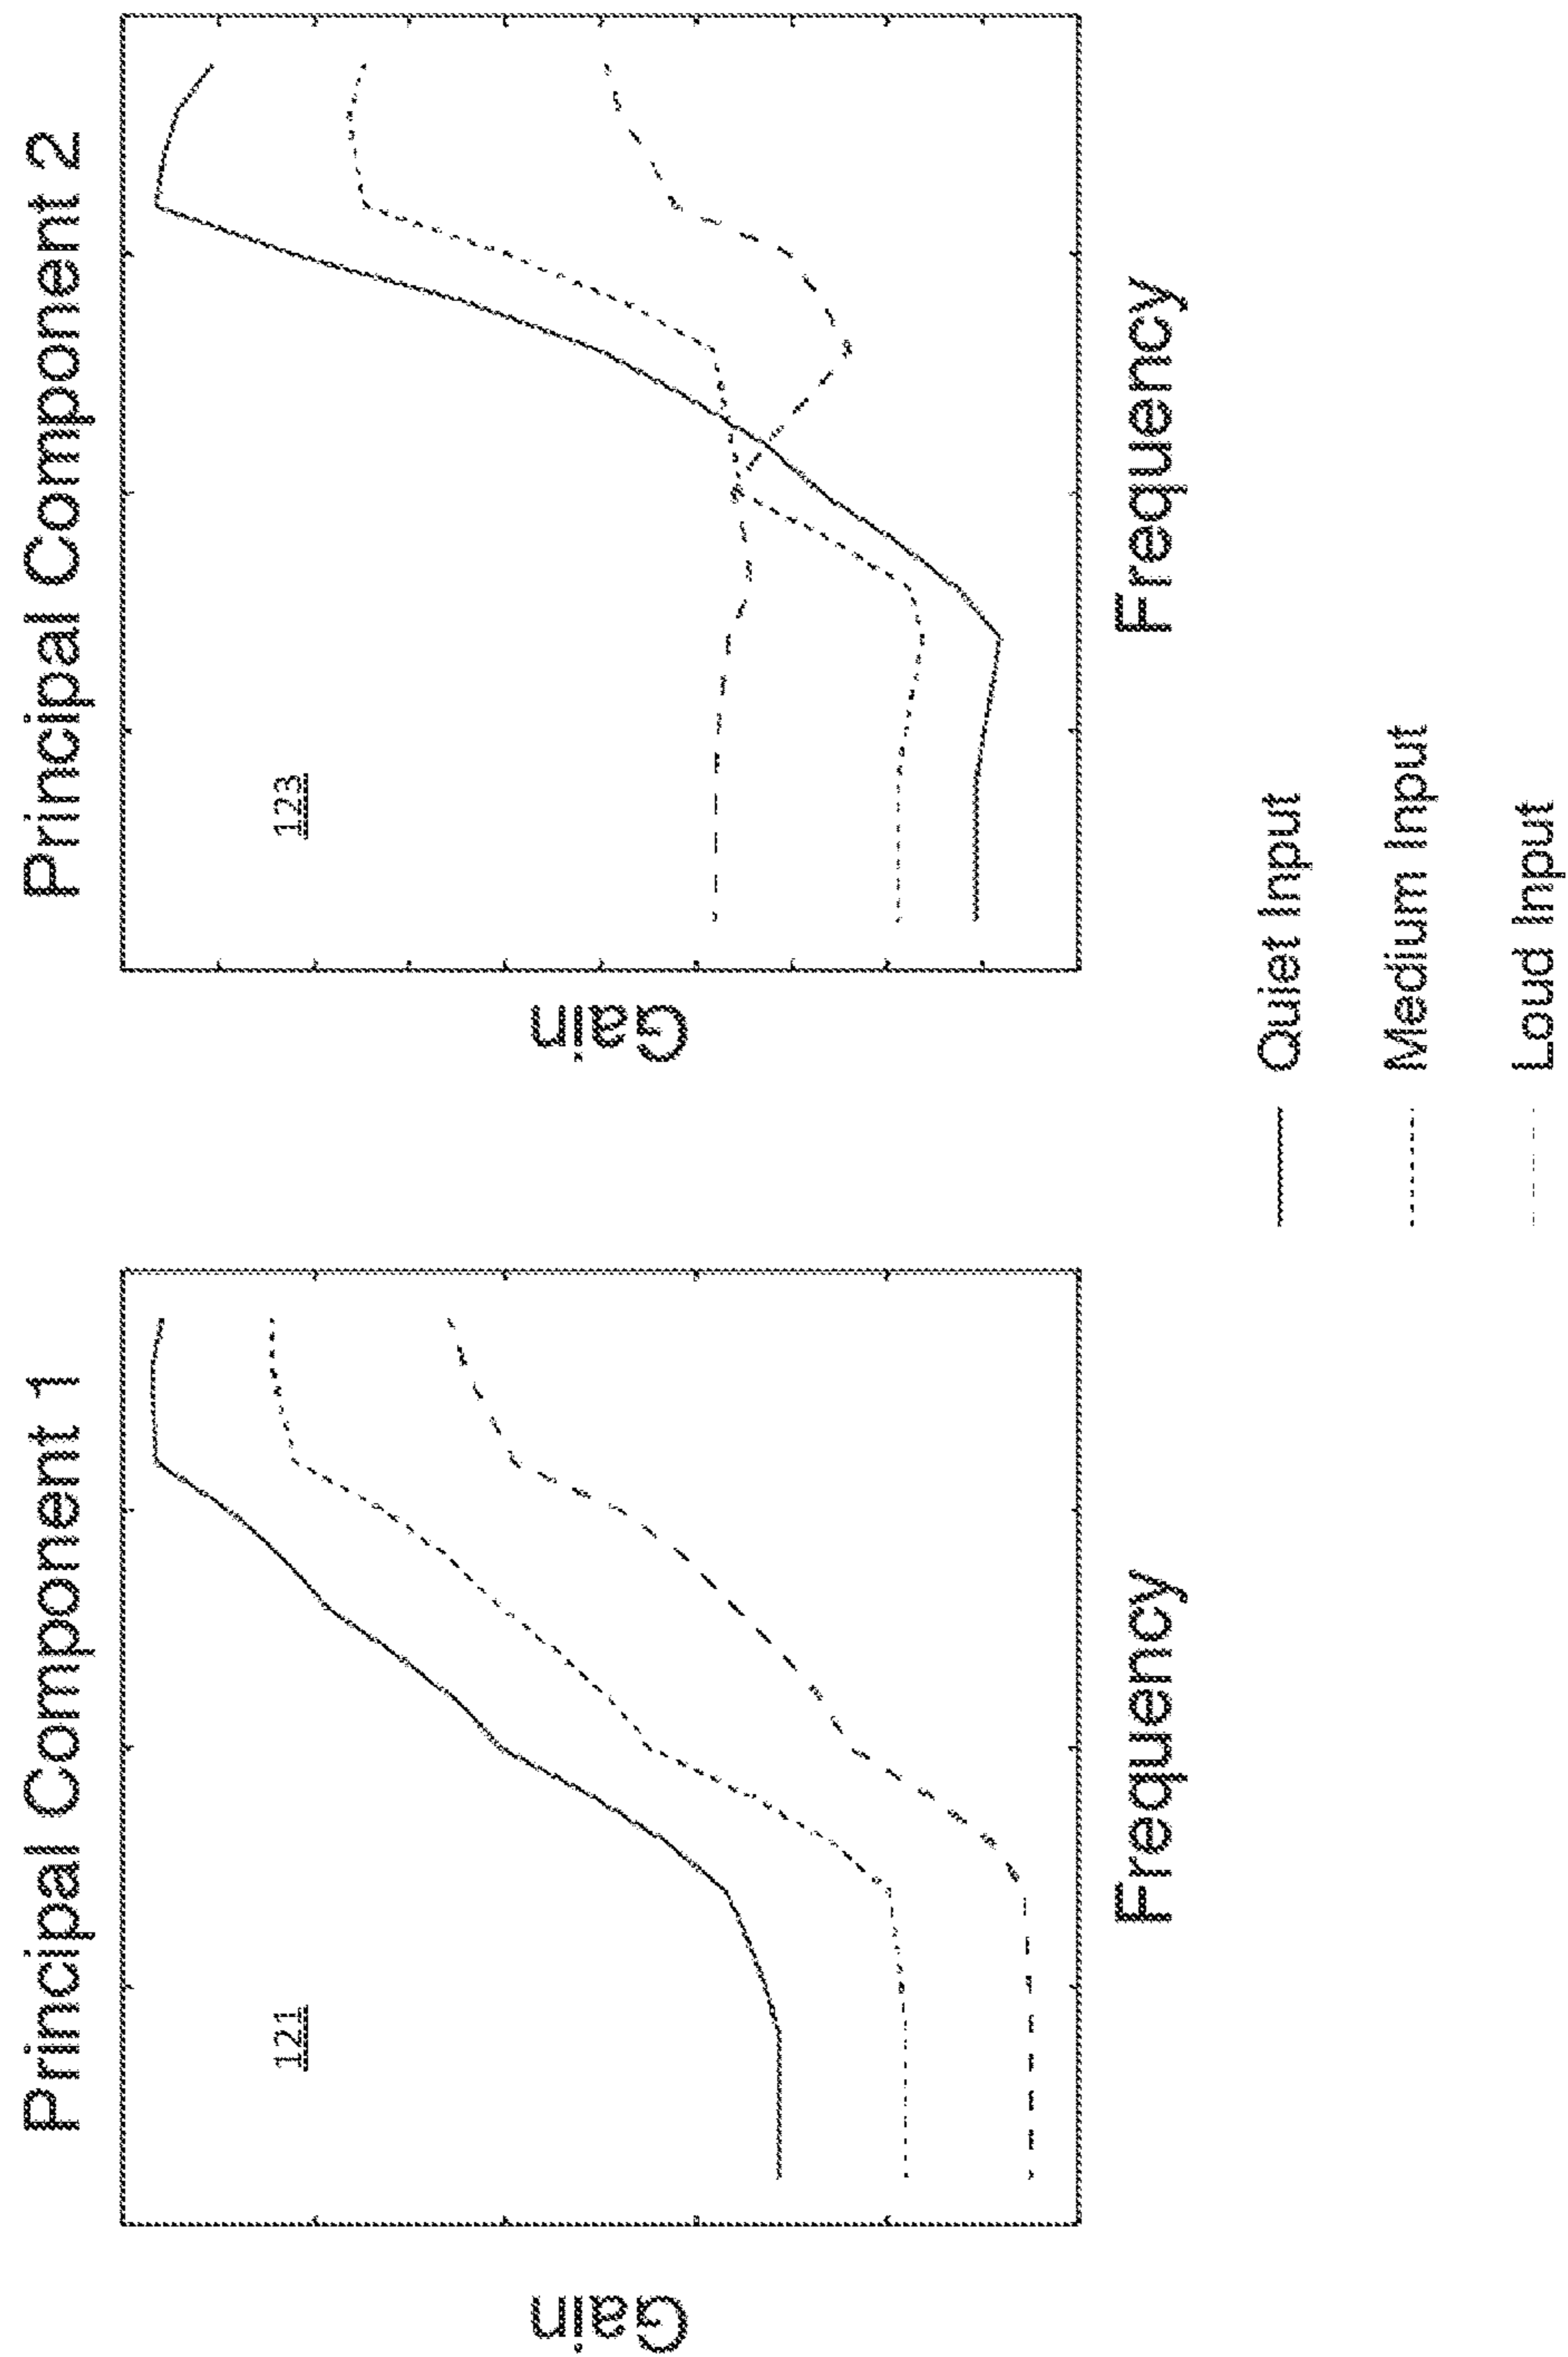 Principal Component 1
121
Gain
Frequency
Principal Component 2
123
Gain
Frequency
Quiet Input
Medium Input
Loud Input